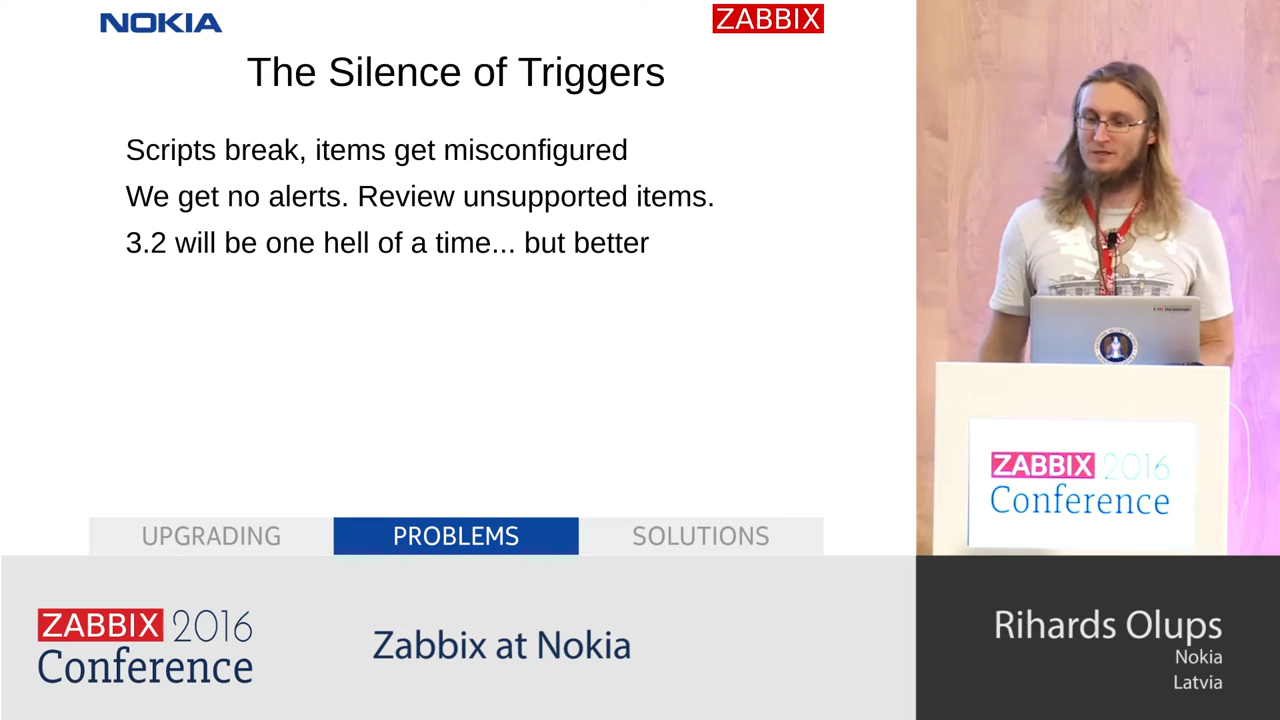 NOKIA
ZABBIX
The Silence of Triggers
Scripts break, items get misconfigured
We get no alerts. Review unsupported items.
3.2 will be one hell of a time... but better
UPGRADING
PROBLEMS
SOLUTIONS
ZABBIX 2016
Conference
ZABBIX 2016
Conference
Zabbix at Nokia
Rihards Olups
Nokia
Latvia